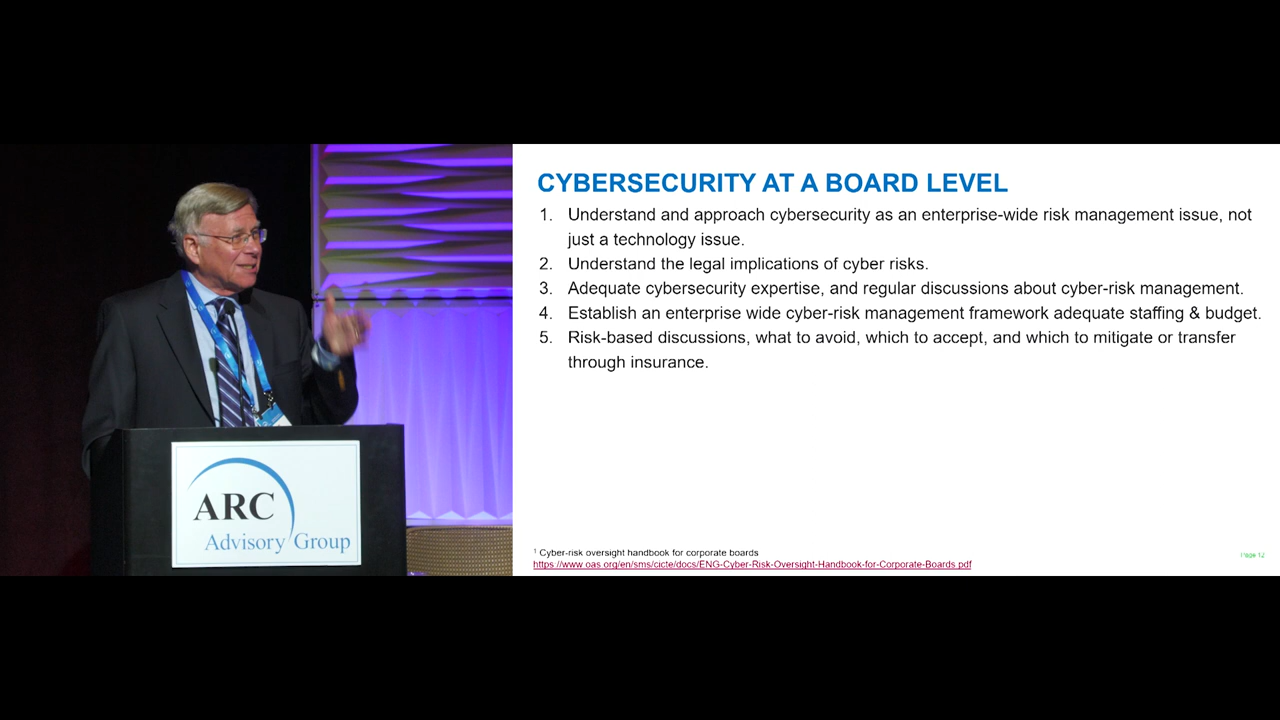 CYBERSECURITY AT A BOARD LEVEL
1. Understand and approach cybersecurity as an enterprise-wide risk management issue, not
just a technology issue.
2. Understand the legal implications of cyber risks.
3. Adequate cybersecurity expertise, and regular discussions about cyber-risk management.
4. Establish an enterprise wide cyber-risk management framework adequate staffing & budget.
5. Risk-based discussions, what to avoid, which to accept, and which to mitigate or transfer
through insurance.
ARC
Advisory Group
1 Cyber-risk oversight handbook for corporate boards
https://www.oas.org/en/sms/cicte/docs/ENG-Cyber-Risk-Oversight-Handbook-for-Corporate-Boards.pdf
Page 12